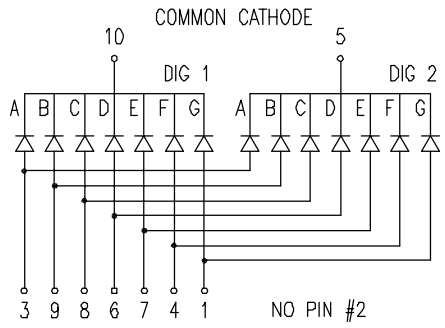 COMMON CATHODE
10 5
DIG 1 DIG 2
A B C D E F G A B C D E F G
3 9 8 6 7 4 1 NO PIN #2